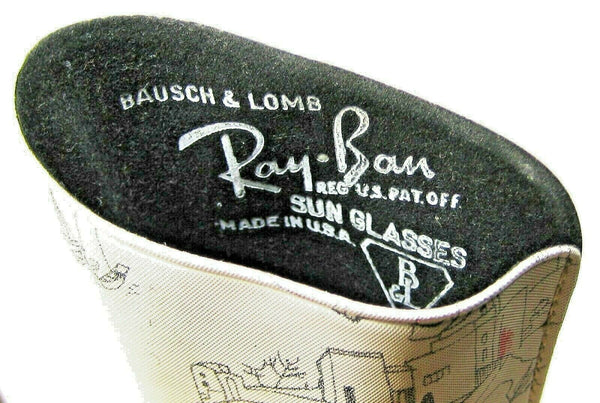 BAUSCH & LOMB
Ray-Ban
REG U.S. PAT. OFF.
SUN GLASSES
MADE IN U.S.A.
B
&L